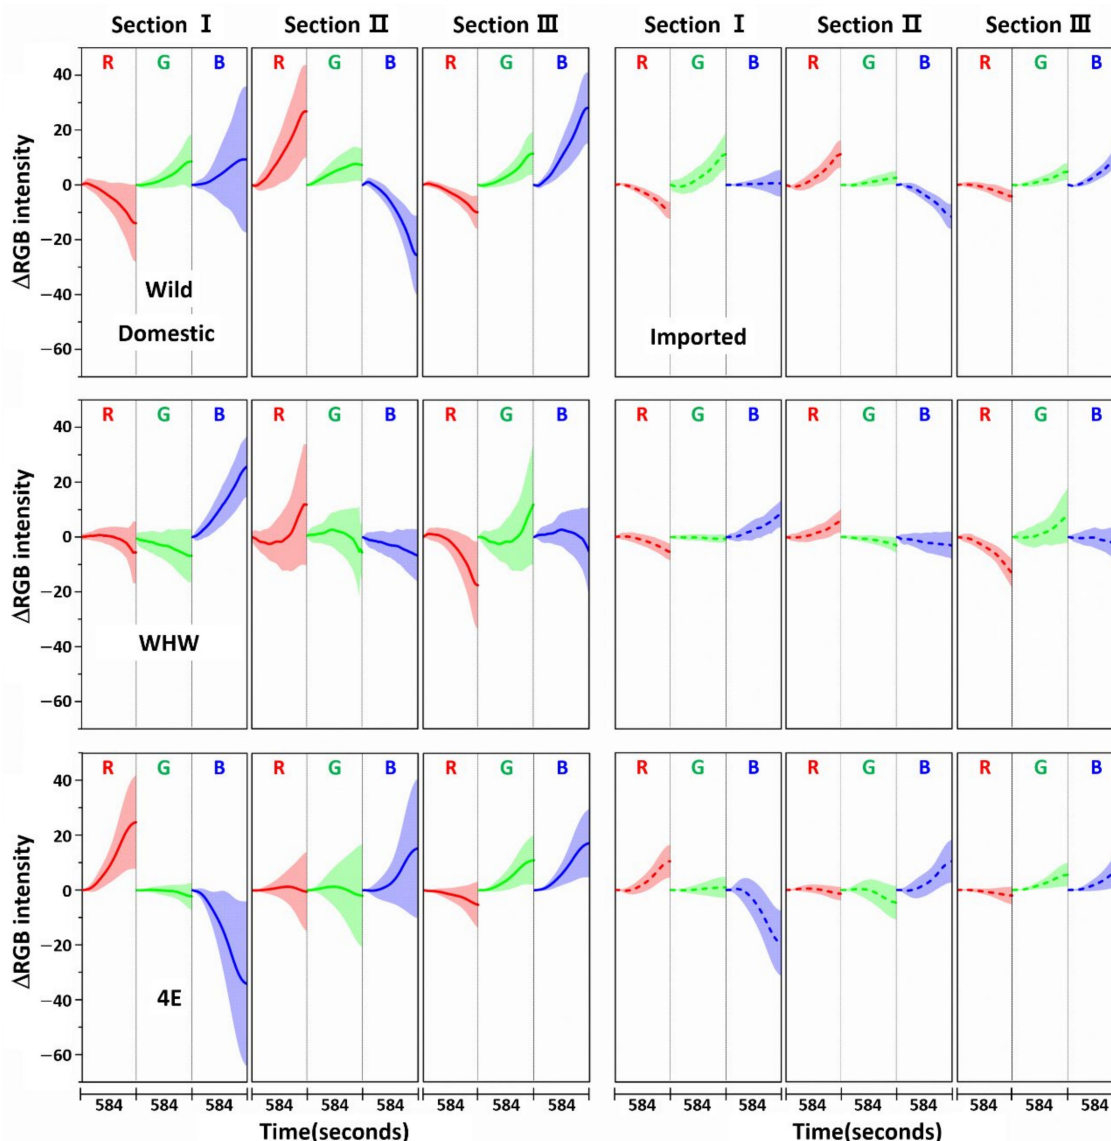 Section Ⅰ Section Ⅱ Section Ⅲ Section Ⅰ Section Ⅱ Section Ⅲ
R G B R G B R G B R G B R G B R G B
40
20
0
−20
−40
−60
ΔRGB intensity
Wild
Domestic
Imported
R G B R G B R G B R G B R G B R G B
40
20
0
−20
−40
−60
ΔRGB intensity
WHW
R G B R G B R G B R G B R G B R G B
40
20
0
−20
−40
−60
ΔRGB intensity
4E
584 584 584 584 584 584 584 584 584 584 584 584 584 584 584 584 584 584
Time(seconds) Time(seconds)